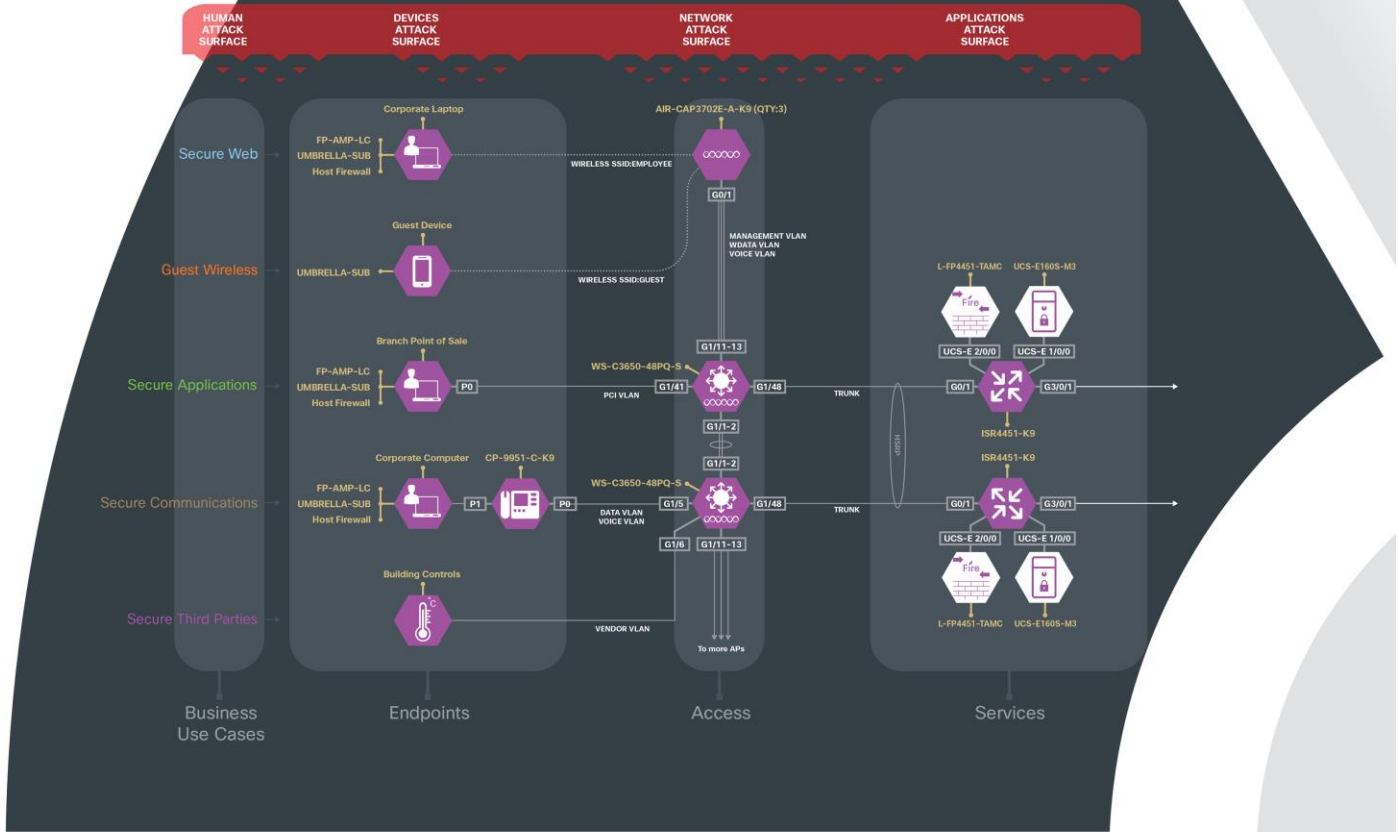 HUMAN
ATTACK
SURFACE
DEVICES
ATTACK
SURFACE
NETWORK
ATTACK
SURFACE
APPLICATIONS
ATTACK
SURFACE
Corporate Laptop
AIR-CAP3702E-A-K9 (QTY:3)
Secure Web
FP-AMP-LC
UMBRELLA-SUB
Host Firewall
WIRELESS SSID:EMPLOYEE
G0/1
Guest Device
MANAGEMENT VLAN
WDATA VLAN
VOICE VLAN
Guest Wireless
UMBRELLA-SUB
WIRELESS SSID:GUEST
L-FP4451-TAMC
UCS-E160S-M3
Fire
Branch Point of Sale
G1/11-13
UCS-E 2/0/0
UCS-E 1/0/0
WS-C3650-48PQ-S
Secure Applications
FP-AMP-LC
UMBRELLA-SUB
Host Firewall
P0
PCI VLAN
G1/41
G1/48
TRUNK
G0/1
G3/0/1
G1/1-2
HSRP
ISR4451-K9
Corporate Computer
CP-9951-C-K9
G1/1-2
ISR4451-K9
WS-C3650-48PQ-S
Secure Communications
FP-AMP-LC
UMBRELLA-SUB
Host Firewall
P1
P0
DATA VLAN
VOICE VLAN
G1/5
G1/48
TRUNK
G0/1
G3/0/1
G1/6
G1/11-13
UCS-E 2/0/0
UCS-E 1/0/0
Fire
Building Controls
°C
Secure Third Parties
VENDOR VLAN
L-FP4451-TAMC
UCS-E160S-M3
To more APs
Business
Use Cases
Endpoints
Access
Services